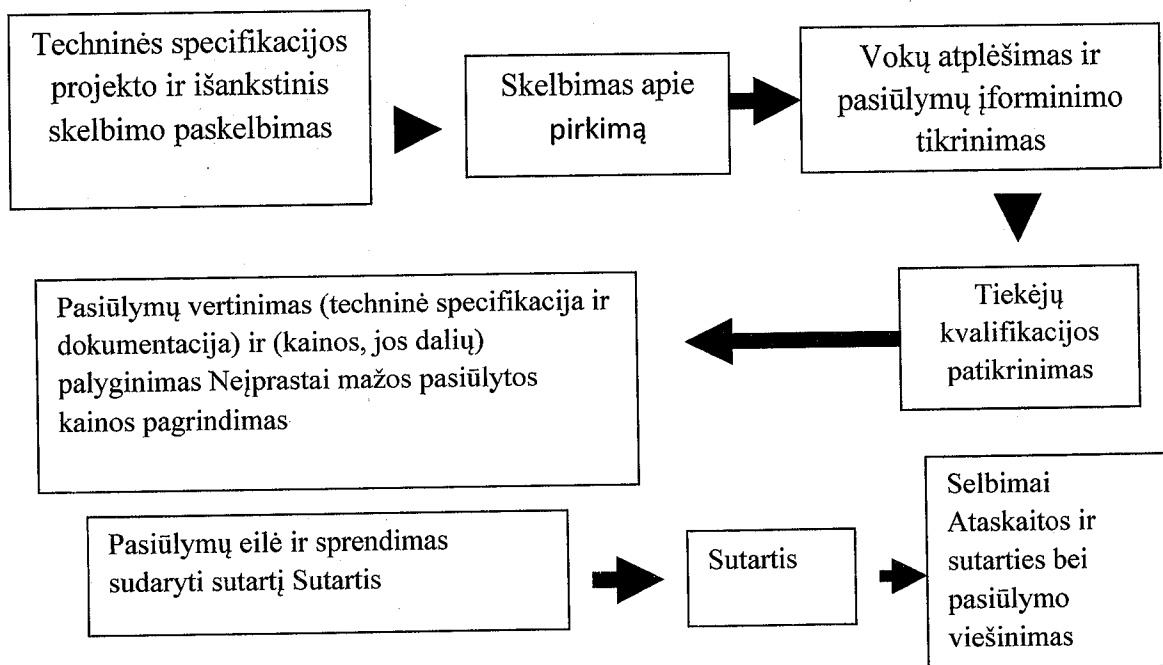 Techninės specifikacijos
projekto ir išankstinis
skelbimo paskelbimas
Skelbimas apie
pirkimą
Vokų atplėšimas ir
pasiūlymų įforminimo
tikrinimas
Tiekėjų
kvalifikacijos
patikrinimas
Pasiūlymų vertinimas (techninė specifikacija ir
dokumentacija) ir (kainos, jos dalių)
palyginimas Neįprastai mažos pasiūlytos
kainos pagrindimas
Pasiūlymų eilė ir sprendimas
sudaryti sutartį Sutartis
Sutartis
Selbimai
Ataskaitos ir
sutarties bei
pasiūlymo
viešinimas